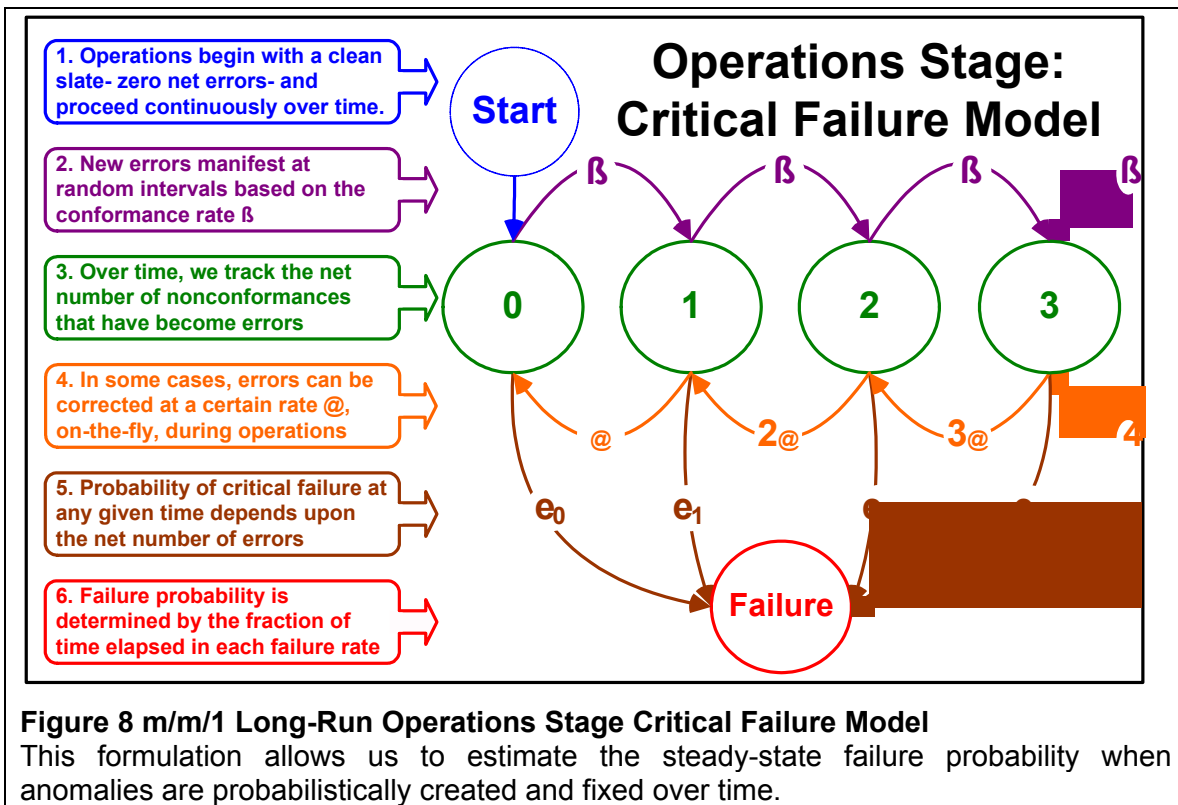 Operations Stage:
Critical Failure Model
1. Operations begin with a clean
slate- zero net errors- and
proceed continuously over time.
Start
2. New errors manifest at
random intervals based on the
conformance rate ß
ß ß ß ß
3. Over time, we track the net
number of nonconformances
that have become errors
0 1 2 3
4. In some cases, errors can be
corrected at a certain rate @,
on-the-fly, during operations
@ 2@ 3@ 4
5. Probability of critical failure at
any given time depends upon
the net number of errors
e0 e1
6. Failure probability is
determined by the fraction of
time elapsed in each failure rate
Failure
Figure 8 m/m/1 Long-Run Operations Stage Critical Failure Model
This formulation allows us to estimate the steady-state failure probability when
anomalies are probabilistically created and fixed over time.